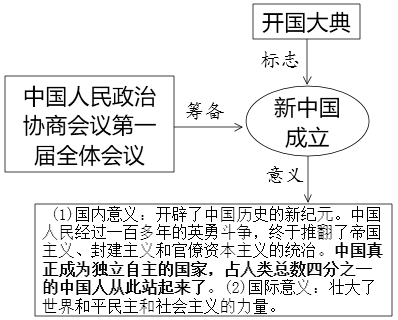 开国大典
标志
中国人民政治
协商会议第一
届全体会议
筹备
新中国
成立
意义
(1)国内意义：开辟了中国历史的新纪元。中国
人民经过一百多年的英勇斗争，终于推翻了帝国
主义、封建主义和官僚资本主义的统治。中国真
正成为独立自主的国家，占人类总数四分之一
的中国人从此站起来了。(2)国际意义：壮大了
世界和平民主和社会主义的力量。